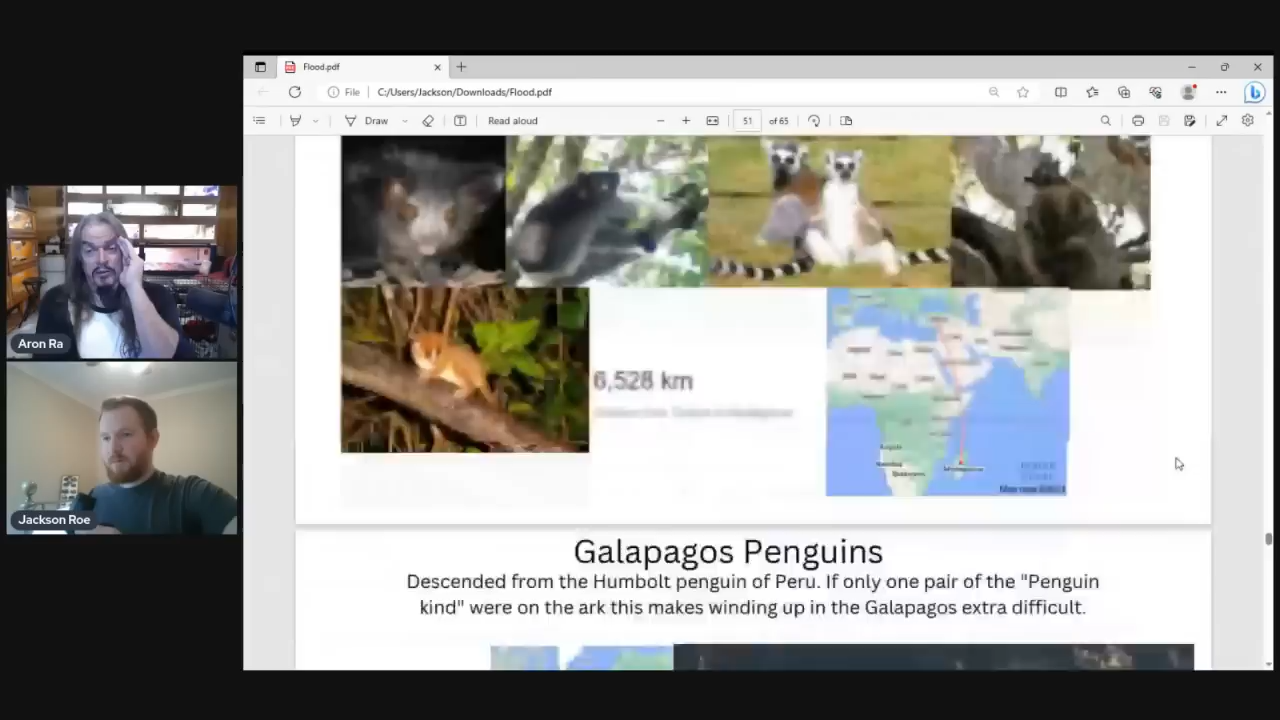 Flood.pdf
File
C:/Users/Jackson/Downloads/Flood.pdf
Draw
Read aloud
51
of 65
Aron Ra
6,528 km
Madagascar
Jackson Roe
Galapagos Penguins
Descended from the Humbolt penguin of Peru. If only one pair of the "Penguin
kind" were on the ark this makes winding up in the Galapagos extra difficult.